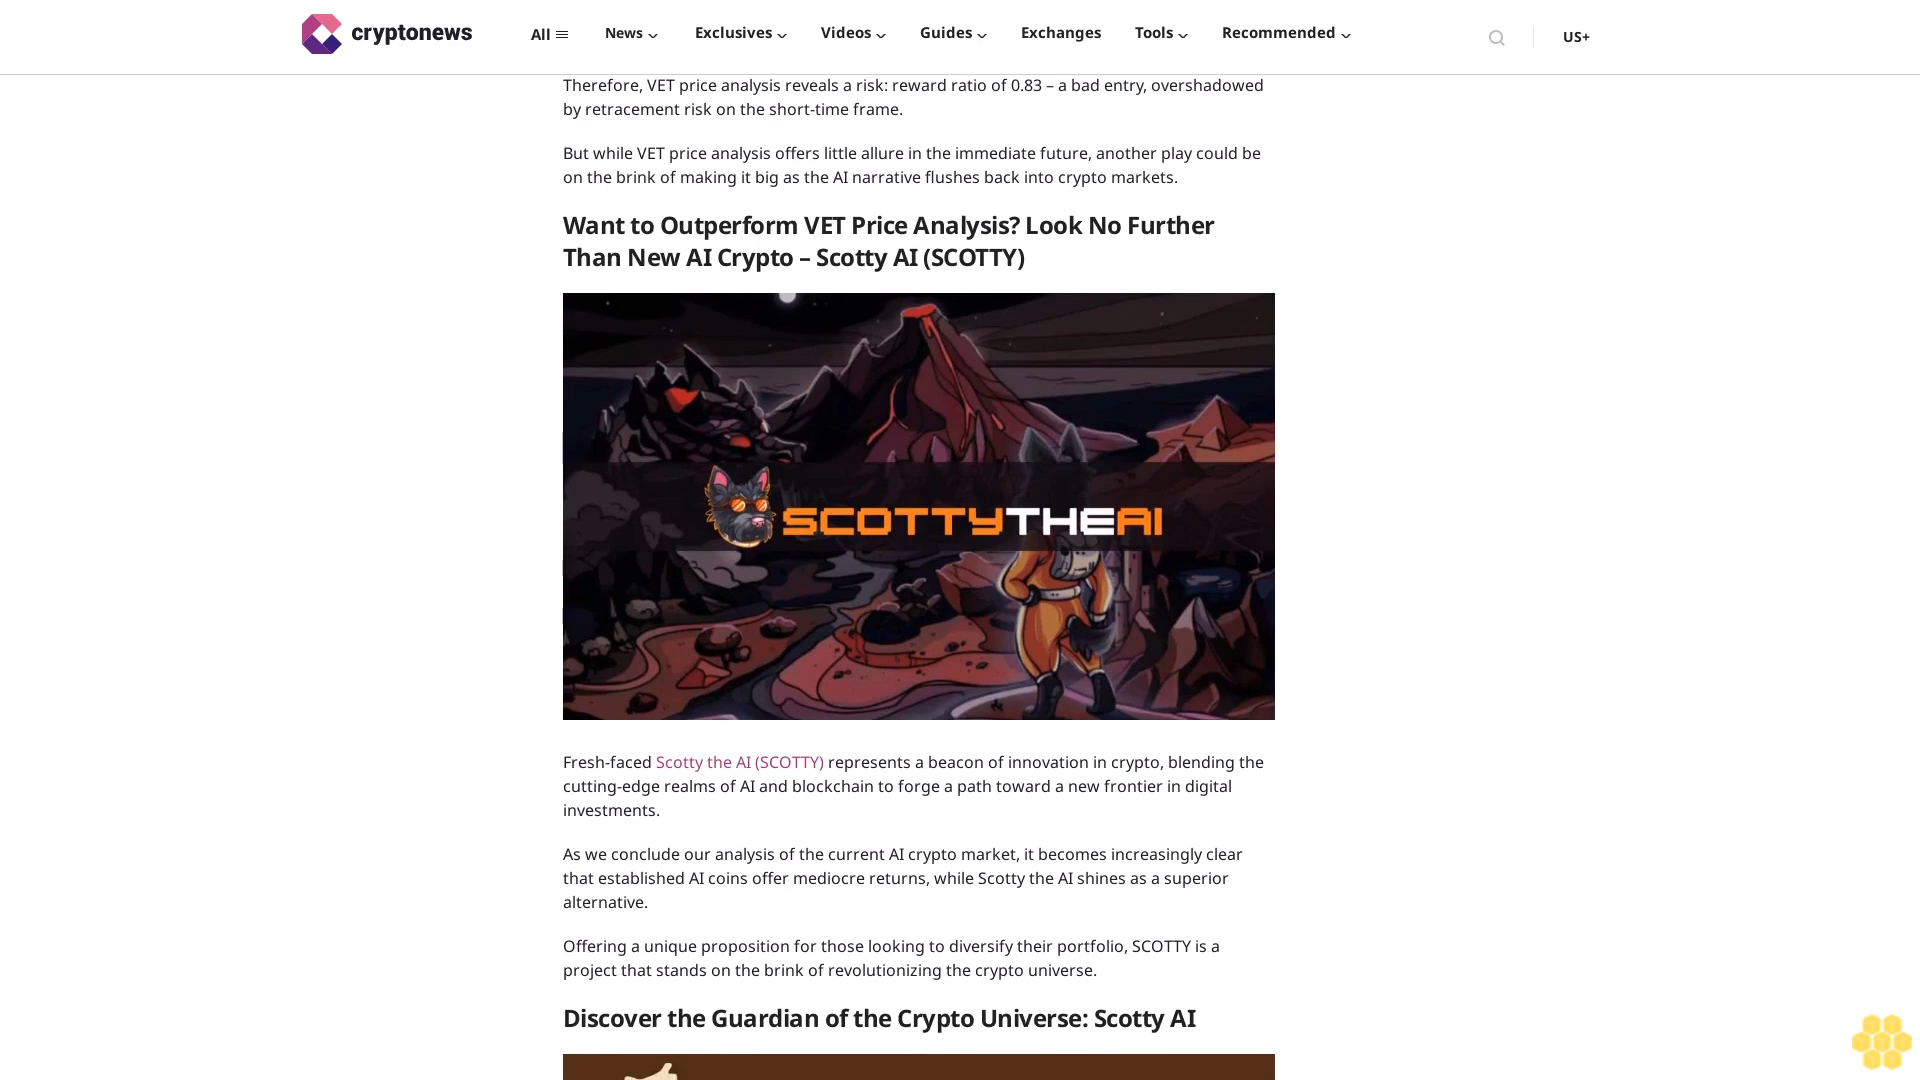 cryptonews
All
News
Exclusives
Videos
Guides
Exchanges
Tools
Recommended
US+
Therefore, VET price analysis reveals a risk: reward ratio of 0.83 – a bad entry, overshadowed
by retracement risk on the short-time frame.
But while VET price analysis offers little allure in the immediate future, another play could be
on the brink of making it big as the AI narrative flushes back into crypto markets.
Want to Outperform VET Price Analysis? Look No Further
Than New AI Crypto – Scotty AI (SCOTTY)
SCOTTYTHEAI
Fresh-faced Scotty the AI (SCOTTY) represents a beacon of innovation in crypto, blending the
cutting-edge realms of AI and blockchain to forge a path toward a new frontier in digital
investments.
As we conclude our analysis of the current AI crypto market, it becomes increasingly clear
that established AI coins offer mediocre returns, while Scotty the AI shines as a superior
alternative.
Offering a unique proposition for those looking to diversify their portfolio, SCOTTY is a
project that stands on the brink of revolutionizing the crypto universe.
Discover the Guardian of the Crypto Universe: Scotty AI